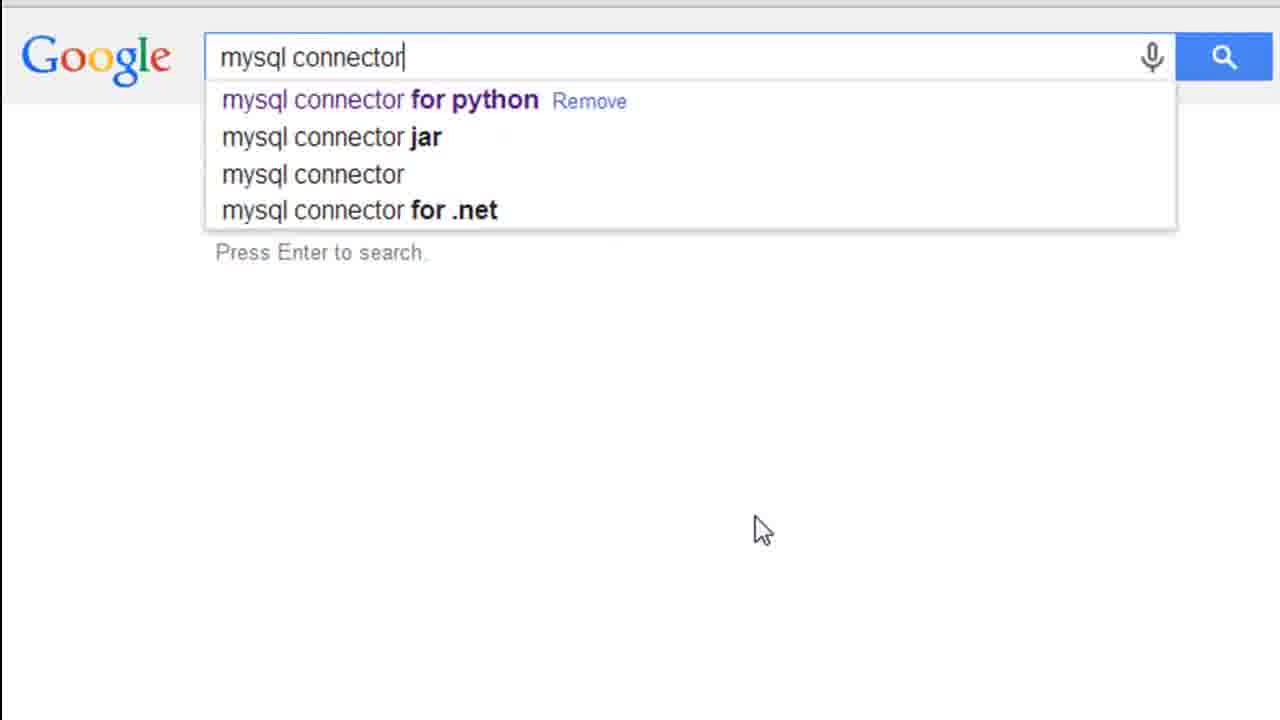 Google
mysql connector
mysql connector for python Remove
mysql connector jar
mysql connector
mysql connector for .net
Press Enter to search.